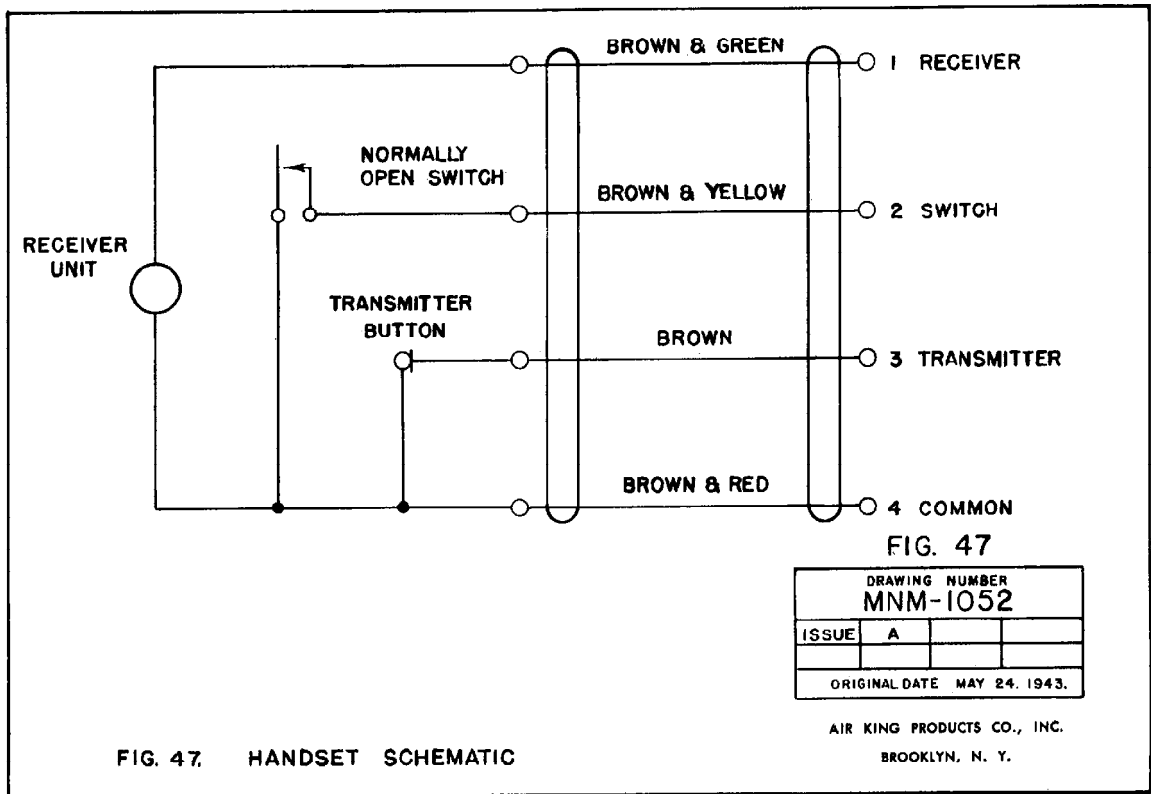 BROWN & GREEN
1 RECEIVER
NORMALLY
OPEN SWITCH
BROWN & YELLOW
2 SWITCH
RECEIVER
UNIT
TRANSMITTER
BUTTON
BROWN
3 TRANSMITTER
BROWN & RED
4 COMMON
FIG. 47
DRAWING NUMBER
MNM-1052
ISSUE A
ORIGINAL DATE MAY 24. 1943.
AIR KING PRODUCTS CO., INC.
BROOKLYN, N. Y.
FIG. 47. HANDSET SCHEMATIC